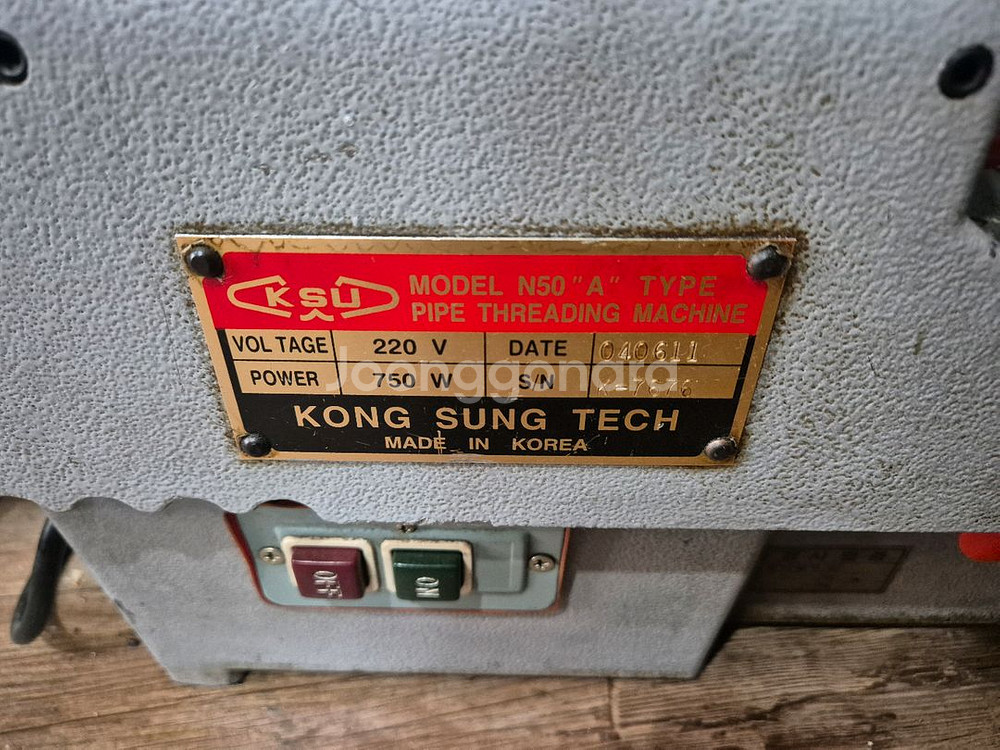 KSU
MODEL N50 "A" TYPE
PIPE THREADING MACHINE
VOLTAGE 220 V DATE 040611
POWER 750 W S/N
Joonggonara
KONG SUNG TECH
MADE IN KOREA
OFF ON